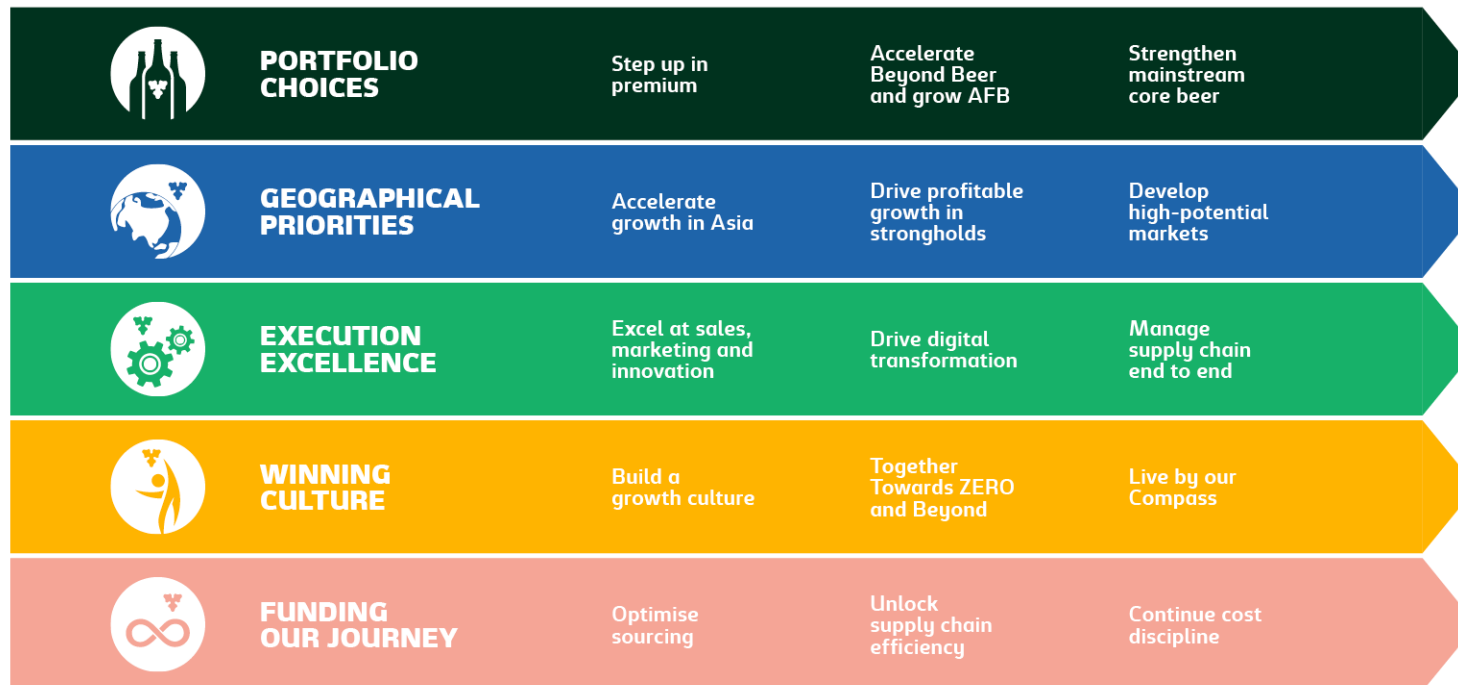 PORTFOLIO
CHOICES
Step up in
premium
Accelerate
Beyond Beer
and grow AFB
Strengthen
mainstream
core beer
GEOGRAPHICAL
PRIORITIES
Accelerate
growth in Asia
Drive profitable
growth in
strongholds
Develop
high-potential
markets
EXECUTION
EXCELLENCE
Excel at sales,
marketing and
innovation
Drive digital
transformation
Manage
supply chain
end to end
WINNING
CULTURE
Build a
growth culture
Together
Towards ZERO
and Beyond
Live by our
Compass
FUNDING
OUR JOURNEY
Optimise
sourcing
Unlock
supply chain
efficiency
Continue cost
discipline